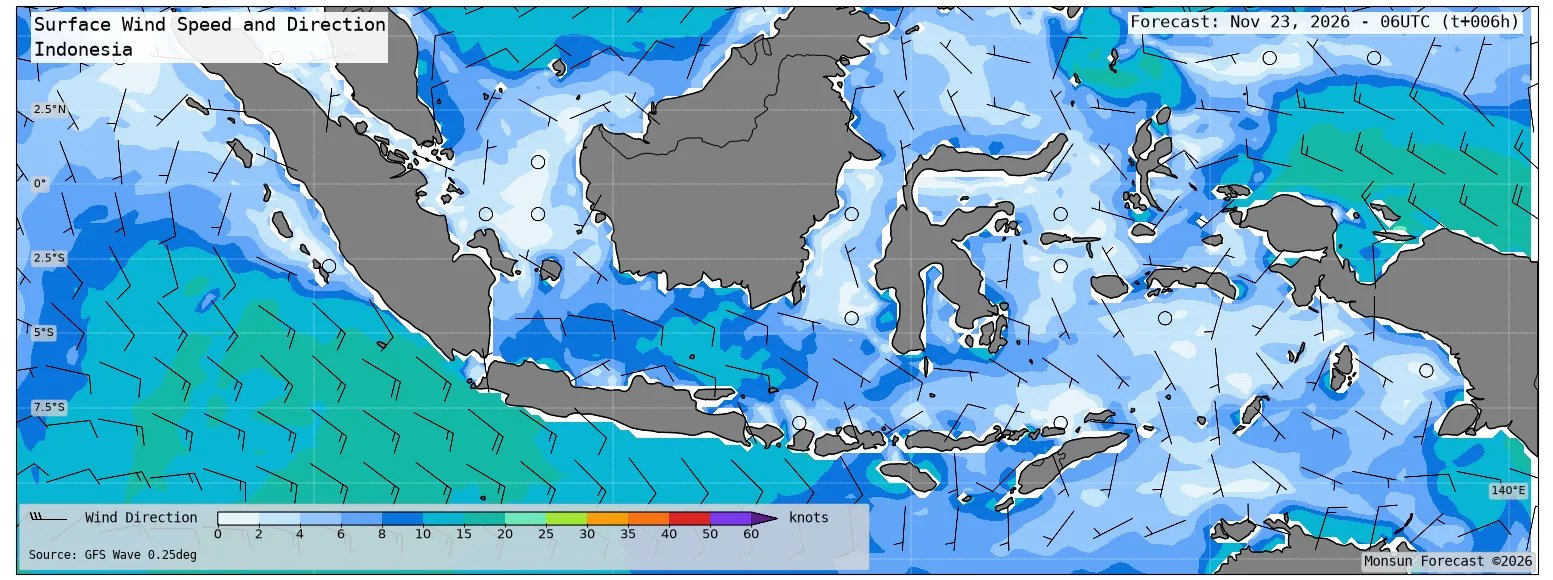 Surface Wind Speed and Direction
Indonesia
Forecast: Nov 23, 2026 - 06UTC (t+006h)
2.5°N
0°
2.5°S
5°S
7.5°S
140°E
Wind Direction
0 2 4 6 8 10 15 20 25 30 35 40 50 60
knots
Source: GFS Wave 0.25deg
Monsun Forecast ©2026